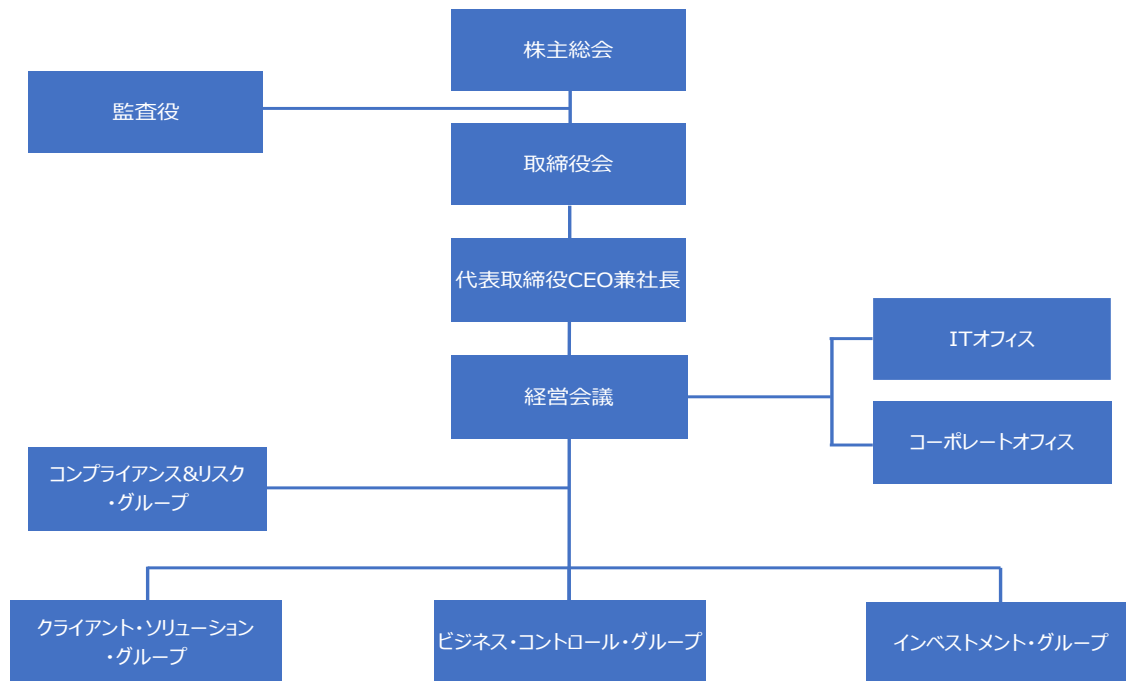 株主総会
監査役
取締役会
代表取締役CEO兼社長
ITオフィス
経営会議
コーポレートオフィス
コンプライアンス&リスク
・グループ
クライアント・ソリューション
・グループ
ビジネス・コントロール・グループ
インベストメント・グループ